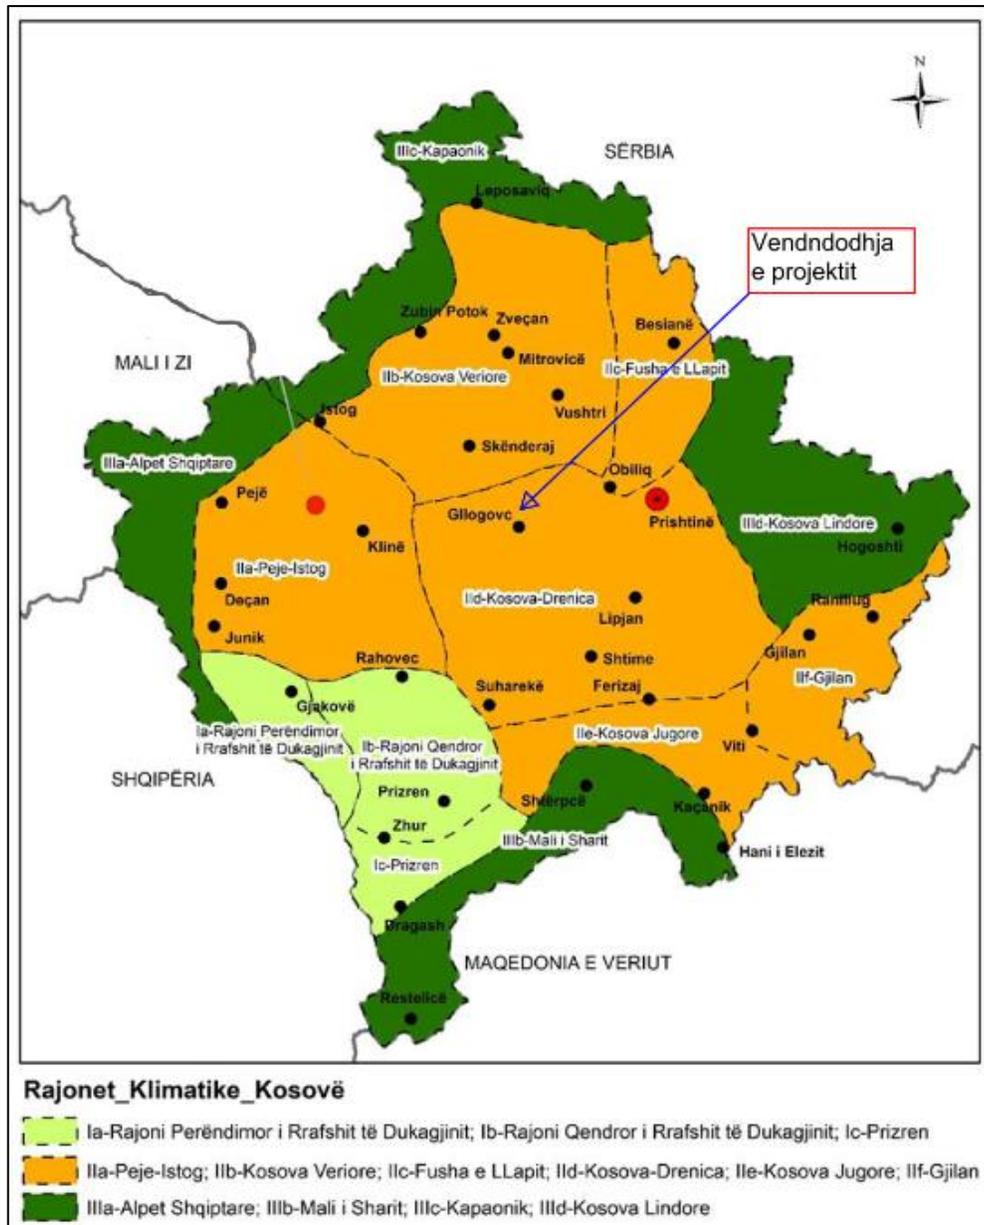 N
IIIc-Kapaonik
SËRBIA
Leposaviq
Vendndodhja
e projektit
Zubin Potok
Zveçan
Besianë
Mitrovicë
MALI I ZI
IIb-Kosova Veriore
IIc-Fusha e LLapit
Vushtri
Istog
Skënderaj
IIIa-Alpet Shqiptare
Obiliq
Pejë
Gllogovc
Prishtinë
Klinë
IIId-Kosova Lindore
Hogoshti
IIa-Peje-Istog
Deçan
IId-Kosova-Drenica
Lipjan
Ranillug
Junik
Gjilan
Rahovec
Shtime
IIf-Gjilan
Suharekë
Ferizaj
Gjakovë
Ia-Rajoni Perëndimor
i Rrafshit të Dukagjinit
Ib-Rajoni Qendror
i Rrafshit të Dukagjinit
IIe-Kosova Jugore
Viti
SHQIPËRIA
Prizren
Shtërpcë
Kaçanik
Zhur
IIIb-Mali i Sharit
Hani i Elezit
Ic-Prizren
Dragash
MAQEDONIA E VERIUT
Restelicë
Rajonet_Klimatike_Kosovë
Ia-Rajoni Perëndimor i Rrafshit të Dukagjinit; Ib-Rajoni Qendror i Rrafshit të Dukagjinit; Ic-Prizren
IIa-Peje-Istog; IIb-Kosova Veriore; IIc-Fusha e LLapit; IId-Kosova-Drenica; IIe-Kosova Jugore; IIf-Gjilan
IIIa-Alpet Shqiptare; IIIb-Mali i Sharit; IIIc-Kapaonik; IIId-Kosova Lindore